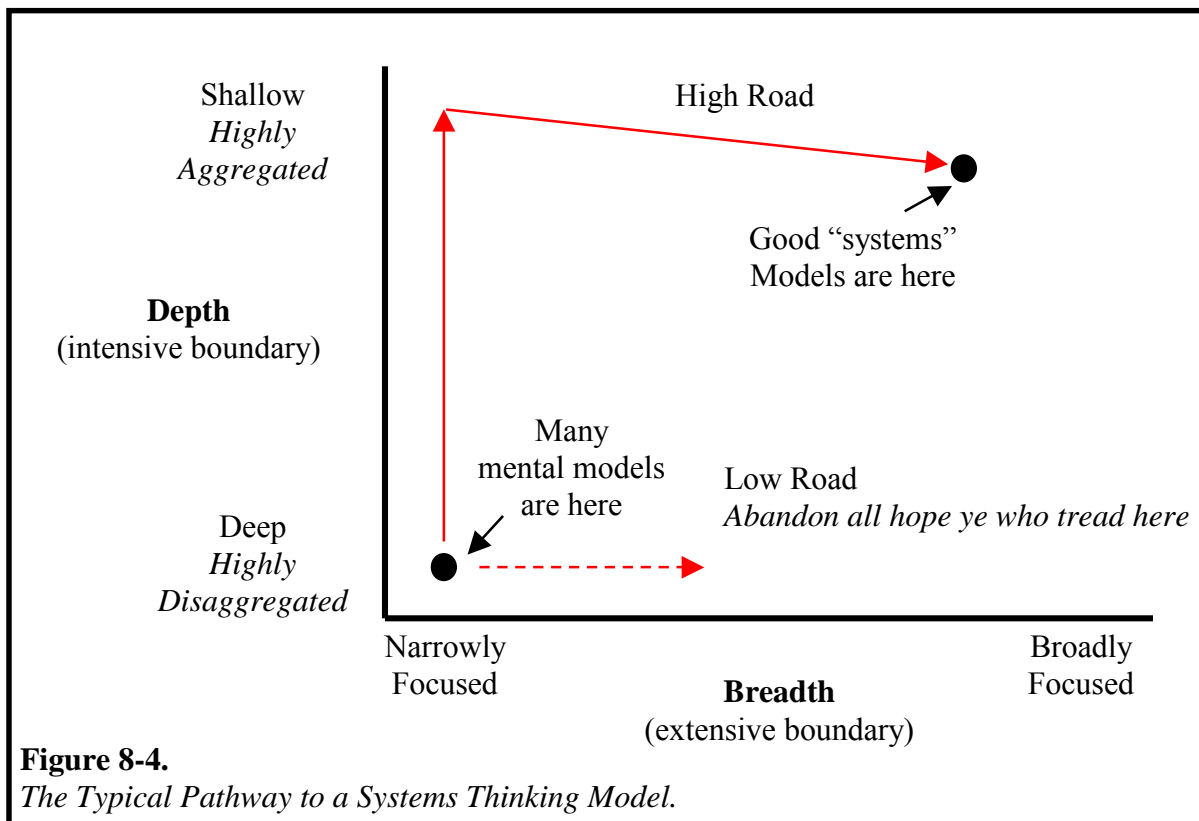 Shallow
Highly
Aggregated
High Road
Good “systems”
Models are here
Depth
(intensive boundary)
Many
mental models
are here
Low Road
Abandon all hope ye who tread here
Deep
Highly
Disaggregated
Narrowly
Focused
Broadly
Focused
Breadth
(extensive boundary)
Figure 8-4.
The Typical Pathway to a Systems Thinking Model.